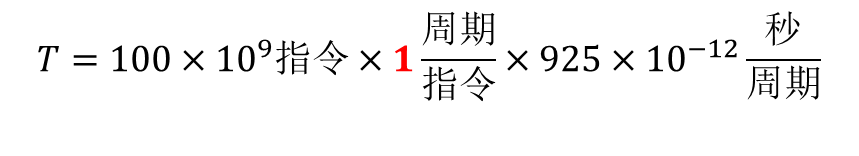 T = 100 × 10⁹指令 × 1 周期/指令 × 925 × 10⁻¹² 秒/周期